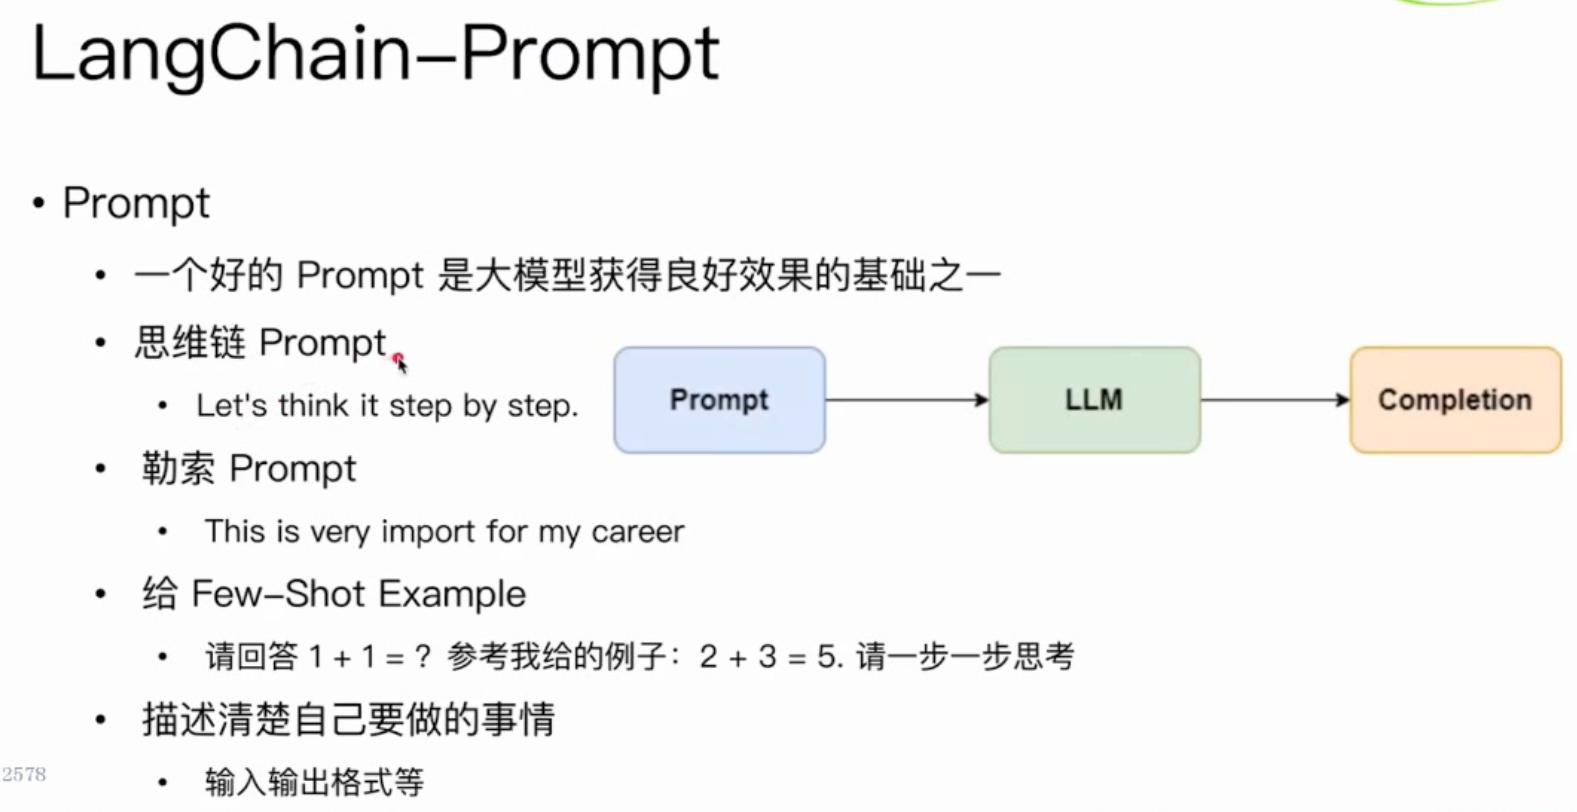 LangChain–Prompt
• Prompt
• 一个好的 Prompt 是大模型获得良好效果的基础之一
• 思维链 Prompt
• Let's think it step by step.
Prompt
LLM
Completion
• 勒索 Prompt
• This is very import for my career
• 给 Few–Shot Example
• 请回答 1 + 1 = ？参考我给的例子：2 + 3 = 5. 请一步一步思考
• 描述清楚自己要做的事情
• 输入输出格式等
2578